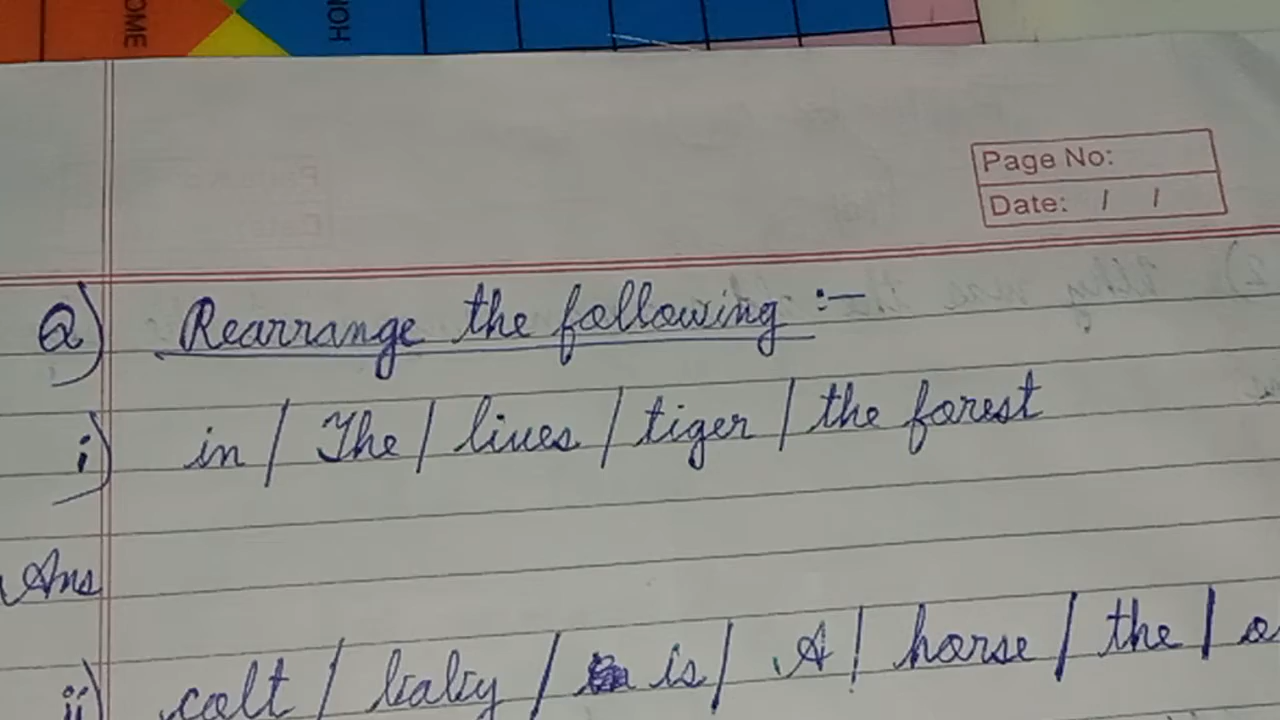 OME
HOM
Page No:
Date: / /
Q) Rearrange the following :-
i) in / The / lives / tiger / the forest
Ans
ii) colt / baby / is / A / horse / the / o